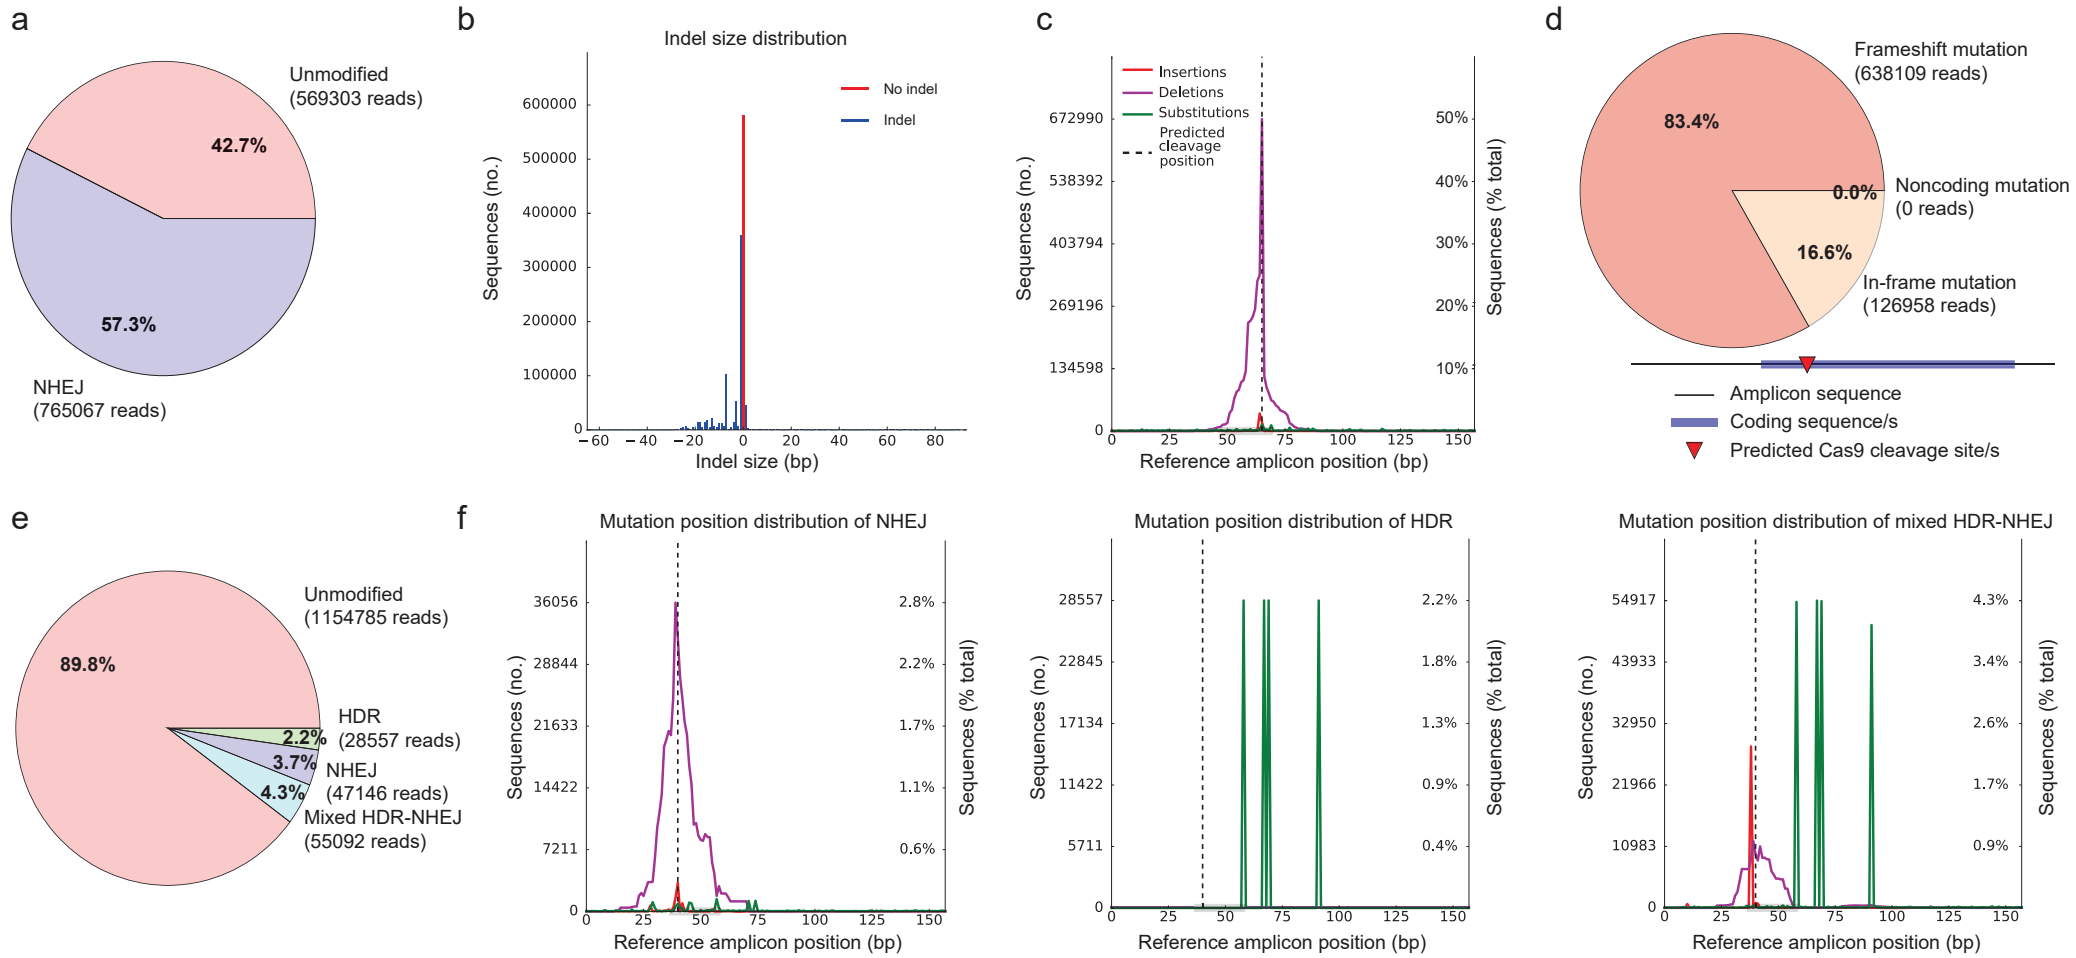 a
Unmodified
(569303 reads)
42.7%
57.3%
NHEJ
(765067 reads)
b
Indel size distribution
No indel
Indel
Sequences (no.)
600000
500000
400000
300000
200000
100000
0
−60
−40
−20
0
20
40
60
80
Indel size (bp)
c
Insertions
Deletions
Substitutions
Predicted
cleavage
position
Sequences (no.)
672990
538392
403794
269196
134598
0
50%
40%
30%
20%
10%
Sequences (% total)
0
25
50
75
100
125
150
Reference amplicon position (bp)
d
Frameshift mutation
(638109 reads)
83.4%
0.0%
Noncoding mutation
(0 reads)
16.6%
In-frame mutation
(126958 reads)
Amplicon sequence
Coding sequence/s
Predicted Cas9 cleavage site/s
e
Unmodified
(1154785 reads)
89.8%
HDR
(28557 reads)
2.2%
3.7%
NHEJ
(47146 reads)
4.3%
Mixed HDR-NHEJ
(55092 reads)
f
Mutation position distribution of NHEJ
Sequences (no.)
36056
28844
21633
14422
7211
0
2.8%
2.2%
1.7%
1.1%
0.6%
Sequences (% total)
0
25
50
75
100
125
150
Reference amplicon position (bp)
Mutation position distribution of HDR
Sequences (no.)
28557
22845
17134
11422
5711
0
2.2%
1.8%
1.3%
0.9%
0.4%
Sequences (% total)
0
25
50
75
100
125
150
Reference amplicon position (bp)
Mutation position distribution of mixed HDR-NHEJ
Sequences (no.)
54917
43933
32950
21966
10983
0
4.3%
3.4%
2.6%
1.7%
0.9%
Sequences (% total)
0
25
50
75
100
125
150
Reference amplicon position (bp)